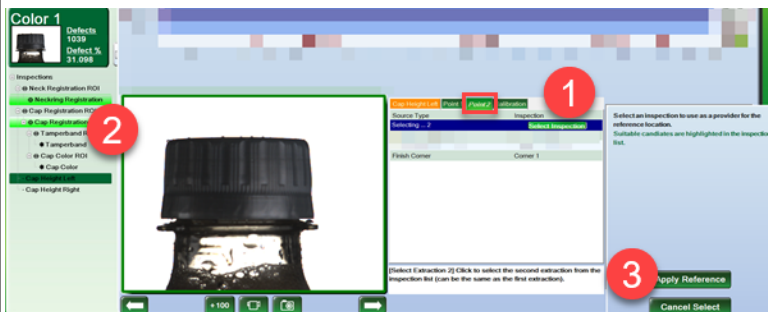 Color 1
Defects
1039
Defect %
31.098
Inspections
Neck Registration ROI
Neckring Registration
Cap Registration ROI
Cap Registration
Tamperband
Tamperband
Cap Color ROI
Cap Color
Cap Height Left
Cap Height Right
1
2
3
Cap Height Left Point Point 2 Calibration
Source Type Inspection
Selecting ... 2 Select Inspection
Finish Corner Corner 1
[Select Extraction 2] Click to select the second extraction from the
inspection list (can be the same as the first extraction).
+100
Select an inspection to use as a provider for the
reference location.
Suitable candiates are highlighted in the inspection
list.
Apply Reference
Cancel Select